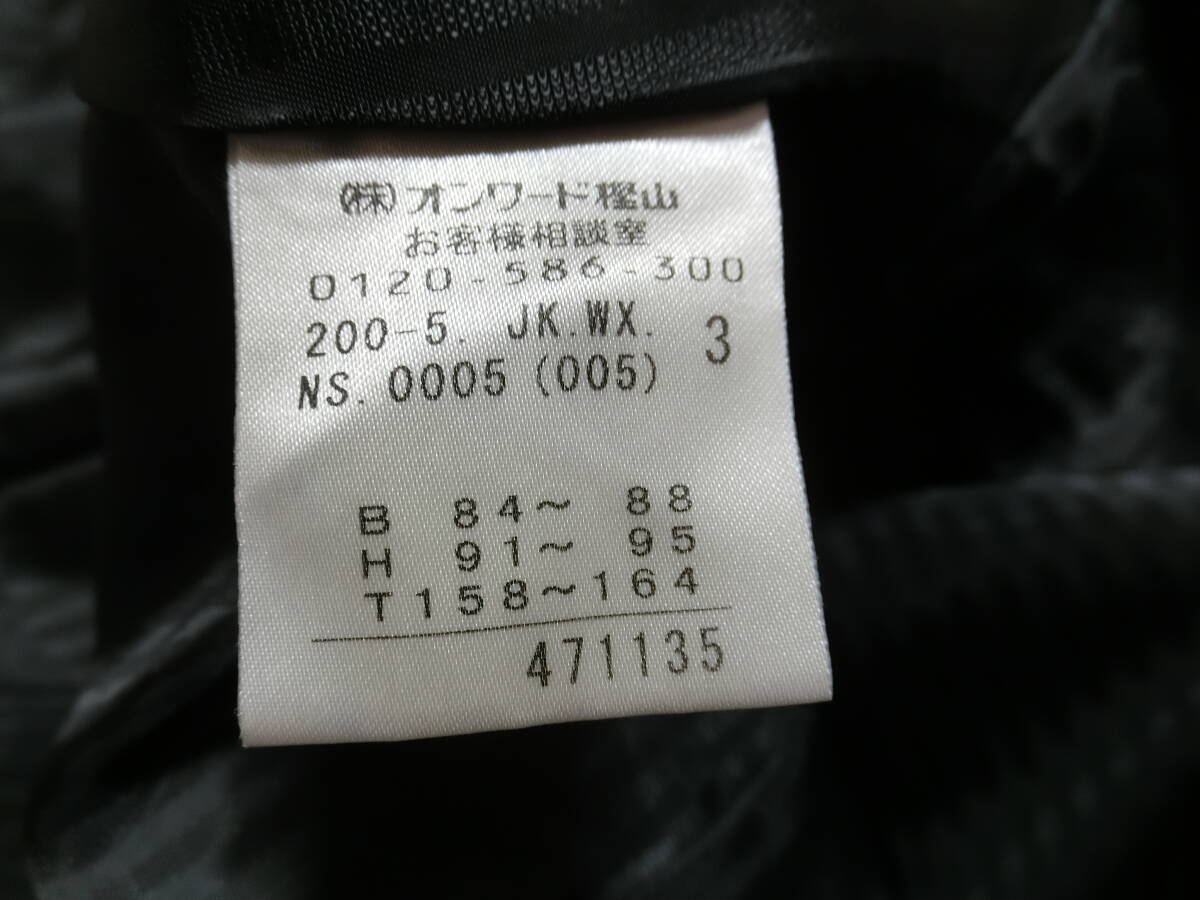 (株)オンワード樫山
お客様相談室
0120-586-300
200-5. JK.WX. 3
NS. 0005 (005)
B 84～ 88
H 91～ 95
T158～164
471135